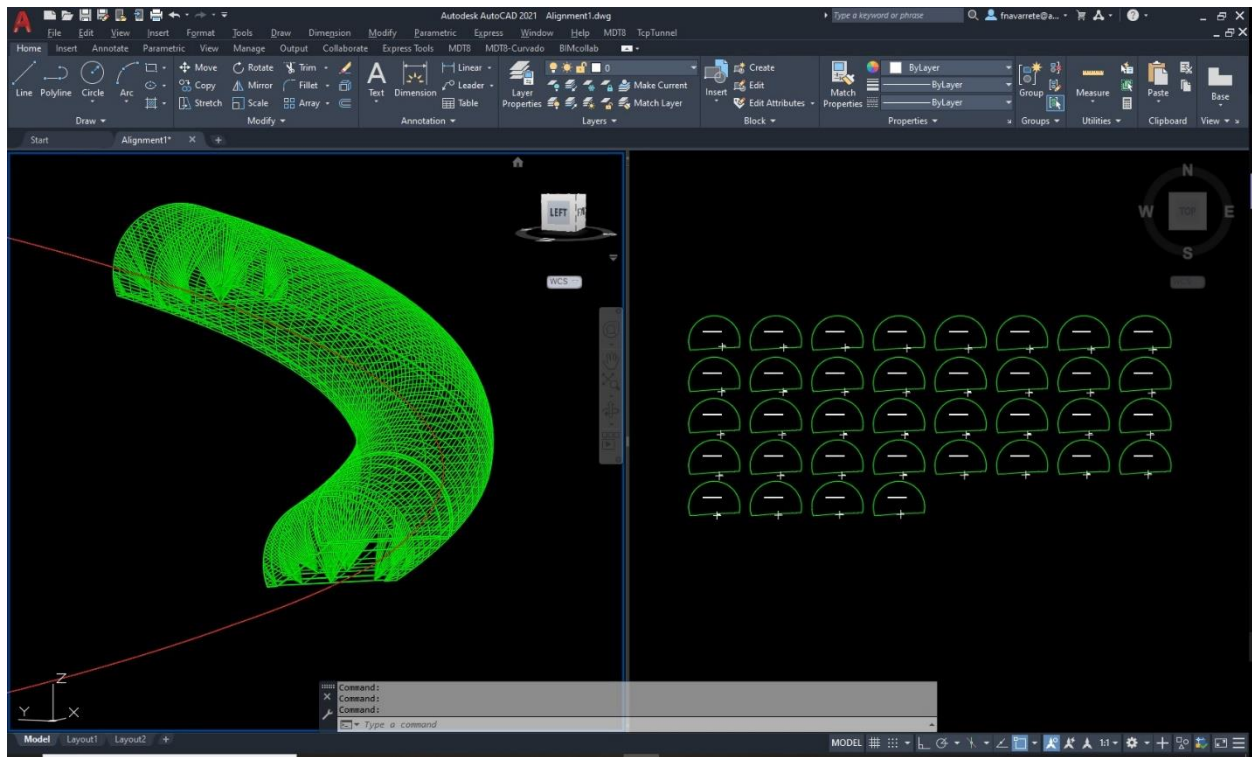 Autodesk AutoCAD 2021 Alignment1.dwg
Type a keyword or phrase
fnavarrete@a...
File Edit View Insert Format Tools Draw Dimension Modify Parametric Express Window Help MDT8 TcpTunnel
Home Insert Annotate Parametric View Manage Output Collaborate Express Tools MDT8 MDT8-Curvado BIMcollab
Line Polyline Circle Arc
Move Rotate Trim
Copy Mirror Fillet
Stretch Scale Array
Text Dimension
Linear
Leader
Table
Layer Properties
0
Make Current
Match Layer
Insert
Create
Edit
Edit Attributes
Match Properties
ByLayer
ByLayer
ByLayer
Group
Measure
Paste
Base
Draw Modify Annotation Layers Block Properties Groups Utilities Clipboard View
Start Alignment1*
LEFT
WCS
N
W TOP E
S
WCS
Z
Y X
Command:
Command:
Command:
Type a command
Model Layout1 Layout2 +
MODEL 1:1